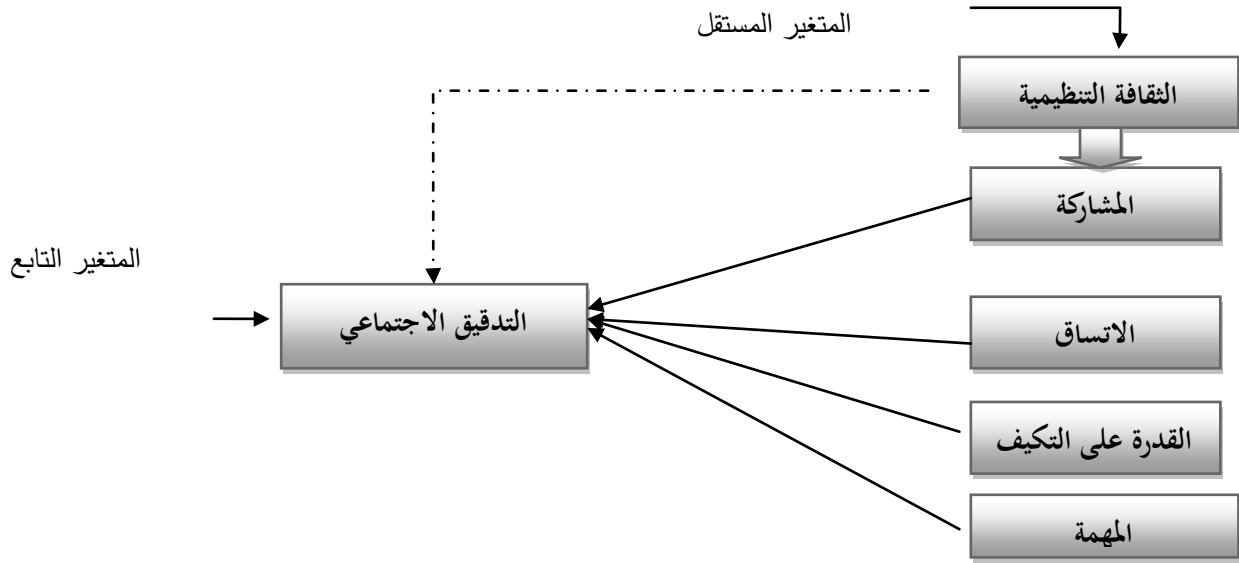 المتغير المستقل
الثقافة التنظيمية
المشاركة
المتغير التابع
التدقيق الاجتماعي
الاتساق
القدرة على التكيف
المهمة